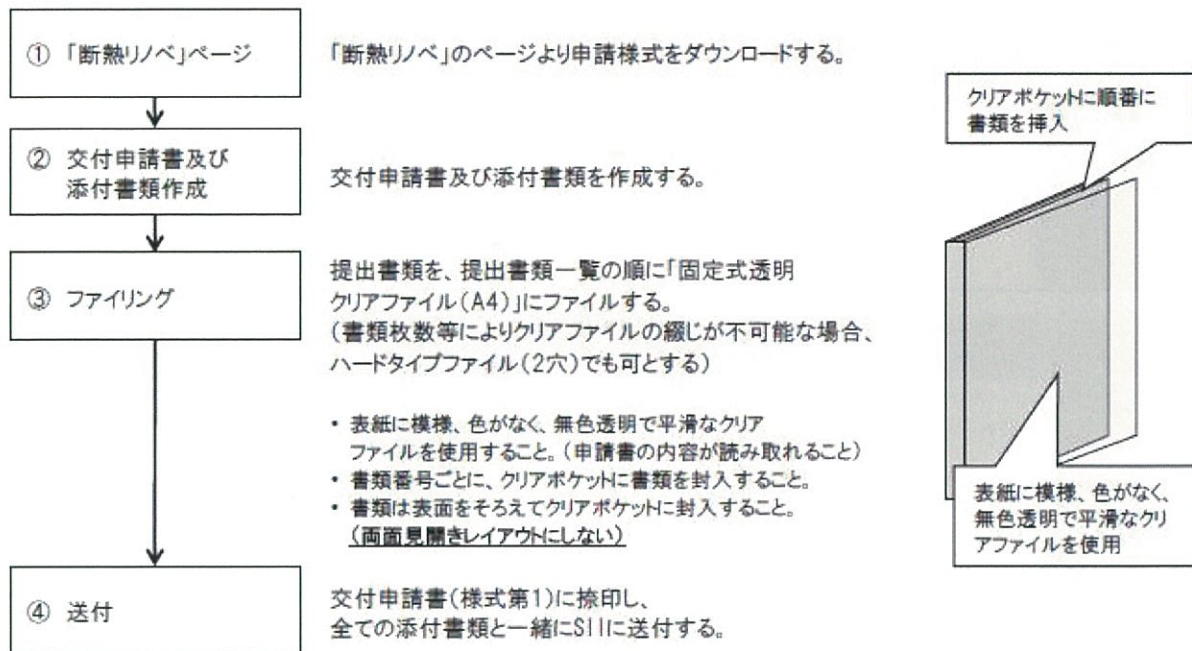 ① 「断熱リノベ」ページ
「断熱リノベ」のページより申請様式をダウンロードする。
② 交付申請書及び
添付書類作成
交付申請書及び添付書類を作成する。
③ ファイリング
提出書類を、提出書類一覧の順に「固定式透明
クリアファイル(A4)」にファイルする。
(書類枚数等によりクリアファイルの綴じが不可能な場合、
ハードタイプファイル(2穴)でも可とする)
・ 表紙に模様、色がなく、無色透明で平滑なクリア
ファイルを使用すること。(申請書の内容が読み取れること)
・ 書類番号ごとに、クリアポケットに書類を封入すること。
・ 書類は表面をそろえてクリアポケットに封入すること。
(両面見開きレイアウトにしない)
④ 送付
交付申請書(様式第1)に捺印し、
全ての添付書類と一緒にSIIに送付する。
クリアポケットに順番に
書類を挿入
表紙に模様、色がなく、
無色透明で平滑なクリ
アファイルを使用